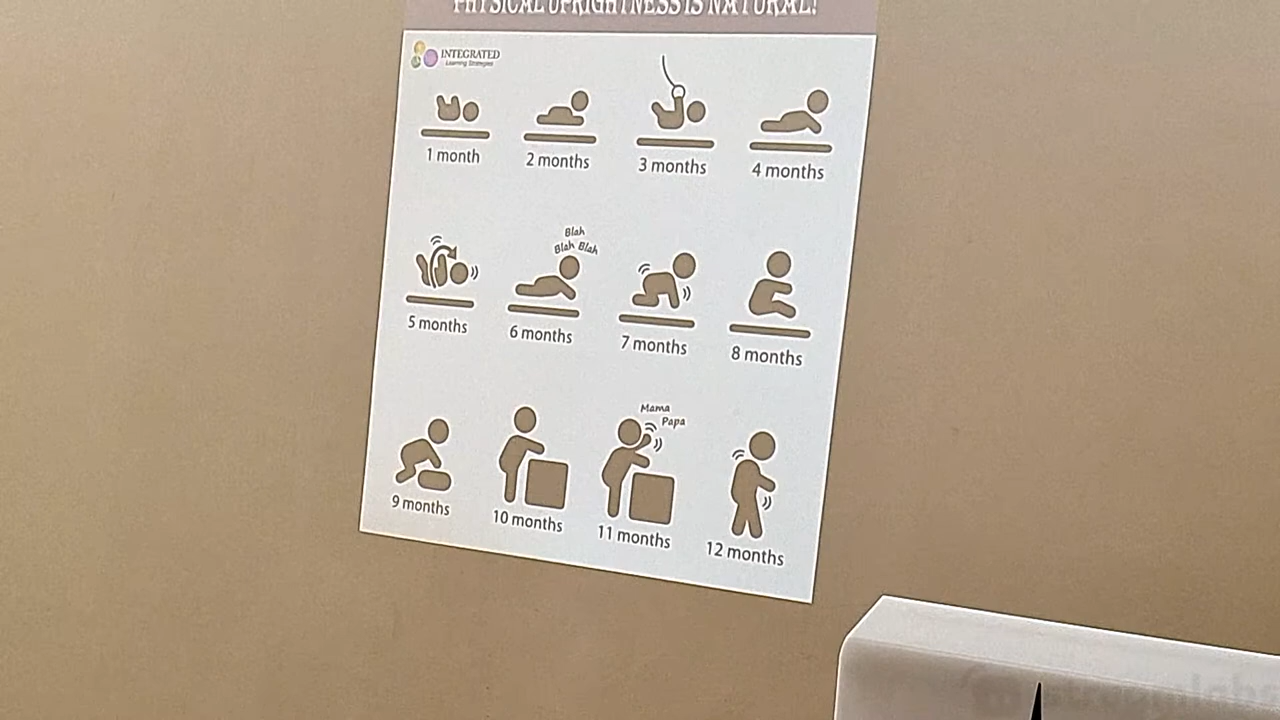 PHYSICAL UPRIGHTNESS IS NATURAL!
INTEGRATED
Learning Strategies
1 month
2 months
3 months
4 months
Blah
Blah Blah
5 months
6 months
7 months
8 months
Mama
Papa
9 months
10 months
11 months
12 months